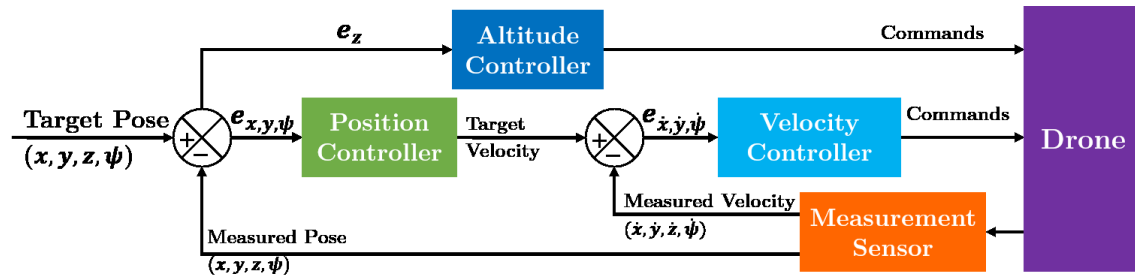 e_z
Altitude
Controller
Commands
Target Pose
(x, y, z, ψ)
+
−
e_{x,y,ψ}
Position
Controller
Target
Velocity
+
−
e_{ẋ,ẏ,ψ̇}
Velocity
Controller
Commands
Drone
Measured Velocity
(ẋ, ẏ, ż, ψ̇)
Measurement
Sensor
Measured Pose
(x, y, z, ψ)